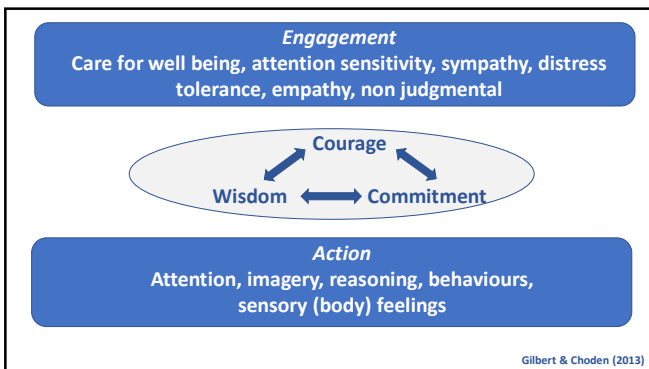 Engagement
Care for well being, attention sensitivity, sympathy, distress
tolerance, empathy, non judgmental
Courage
Wisdom Commitment
Action
Attention, imagery, reasoning, behaviours,
sensory (body) feelings
Gilbert & Choden (2013)